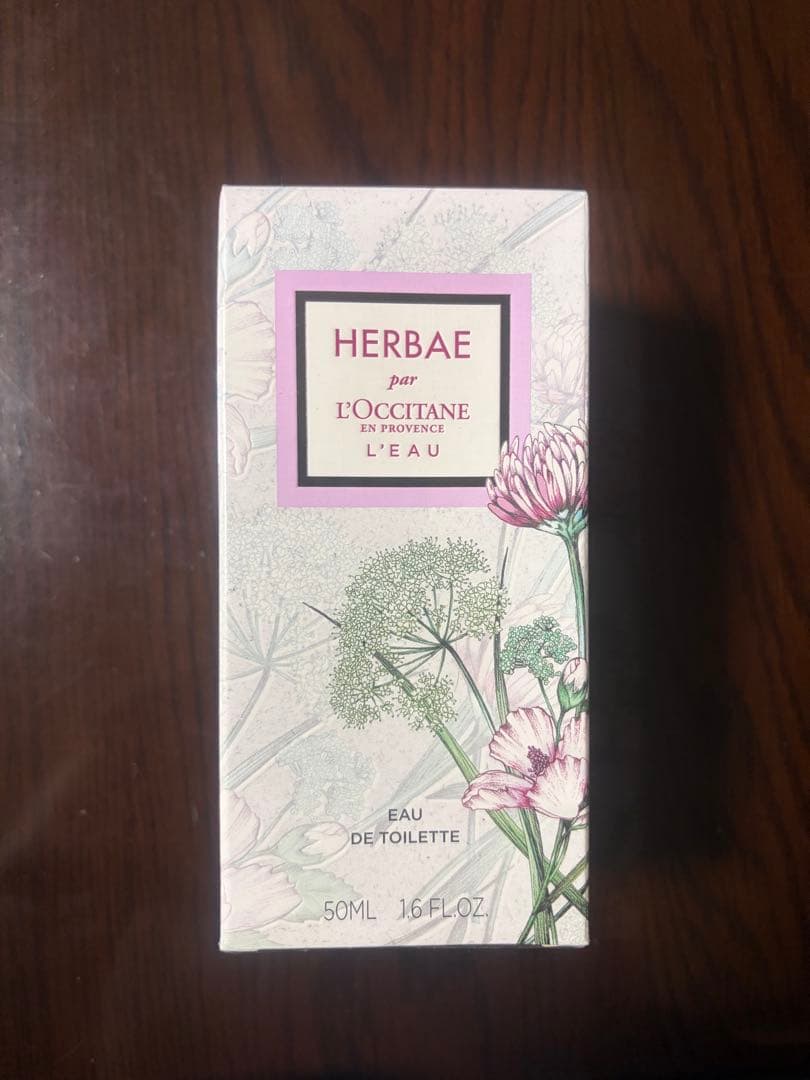 HERBAE
par
L'OCCITANE
EN PROVENCE
L'EAU
EAU
DE TOILETTE
50ML 1.6 FL.OZ.